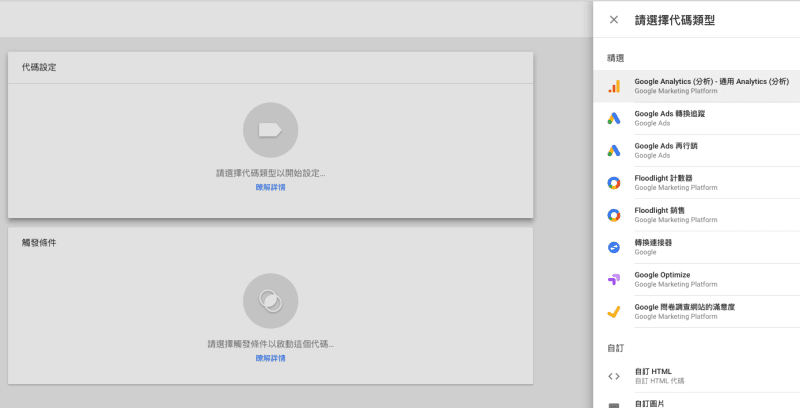 代碼設定
請選擇代碼類型以開始設定...
瞭解詳情
觸發條件
請選擇觸發條件以啟動這個代碼...
瞭解詳情
請選擇代碼類型
精選
Google Analytics (分析) - 通用 Analytics (分析)
Google Marketing Platform
Google Ads 轉換追蹤
Google Ads
Google Ads 再行銷
Google Ads
Floodlight 計數器
Google Marketing Platform
Floodlight 銷售
Google Marketing Platform
轉換連接器
Google
Google Optimize
Google Marketing Platform
Google 問卷調查網站的滿意度
Google Marketing Platform
自訂
自訂 HTML
自訂 HTML 代碼
自訂圖片